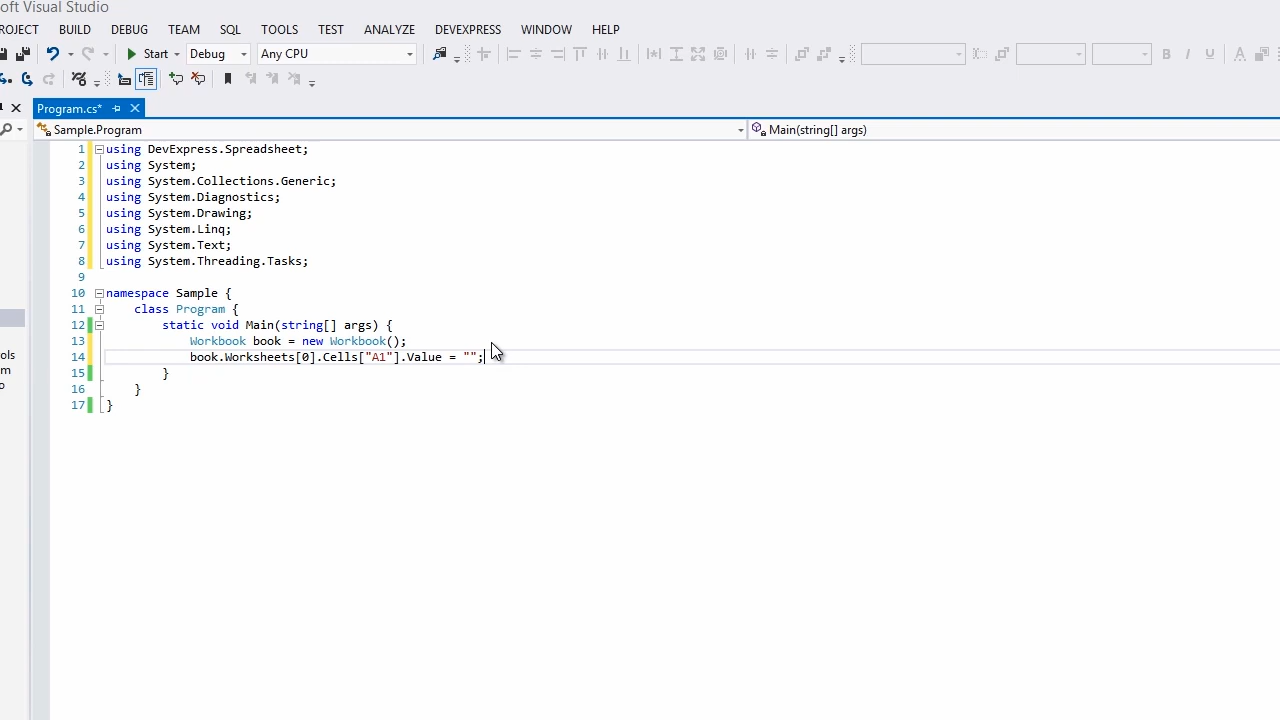 oft Visual Studio
ROJECT BUILD DEBUG TEAM SQL TOOLS TEST ANALYZE DEVEXPRESS WINDOW HELP
Start Debug Any CPU B I U A
Program.cs*
Sample.Program Main(string[] args)
1 using DevExpress.Spreadsheet;
2 using System;
3 using System.Collections.Generic;
4 using System.Diagnostics;
5 using System.Drawing;
6 using System.Linq;
7 using System.Text;
8 using System.Threading.Tasks;
9
10 namespace Sample {
11 class Program {
12 static void Main(string[] args) {
13 Workbook book = new Workbook();
14 book.Worksheets[0].Cells["A1"].Value = "";
15 }
16 }
17 }
ols
m
o